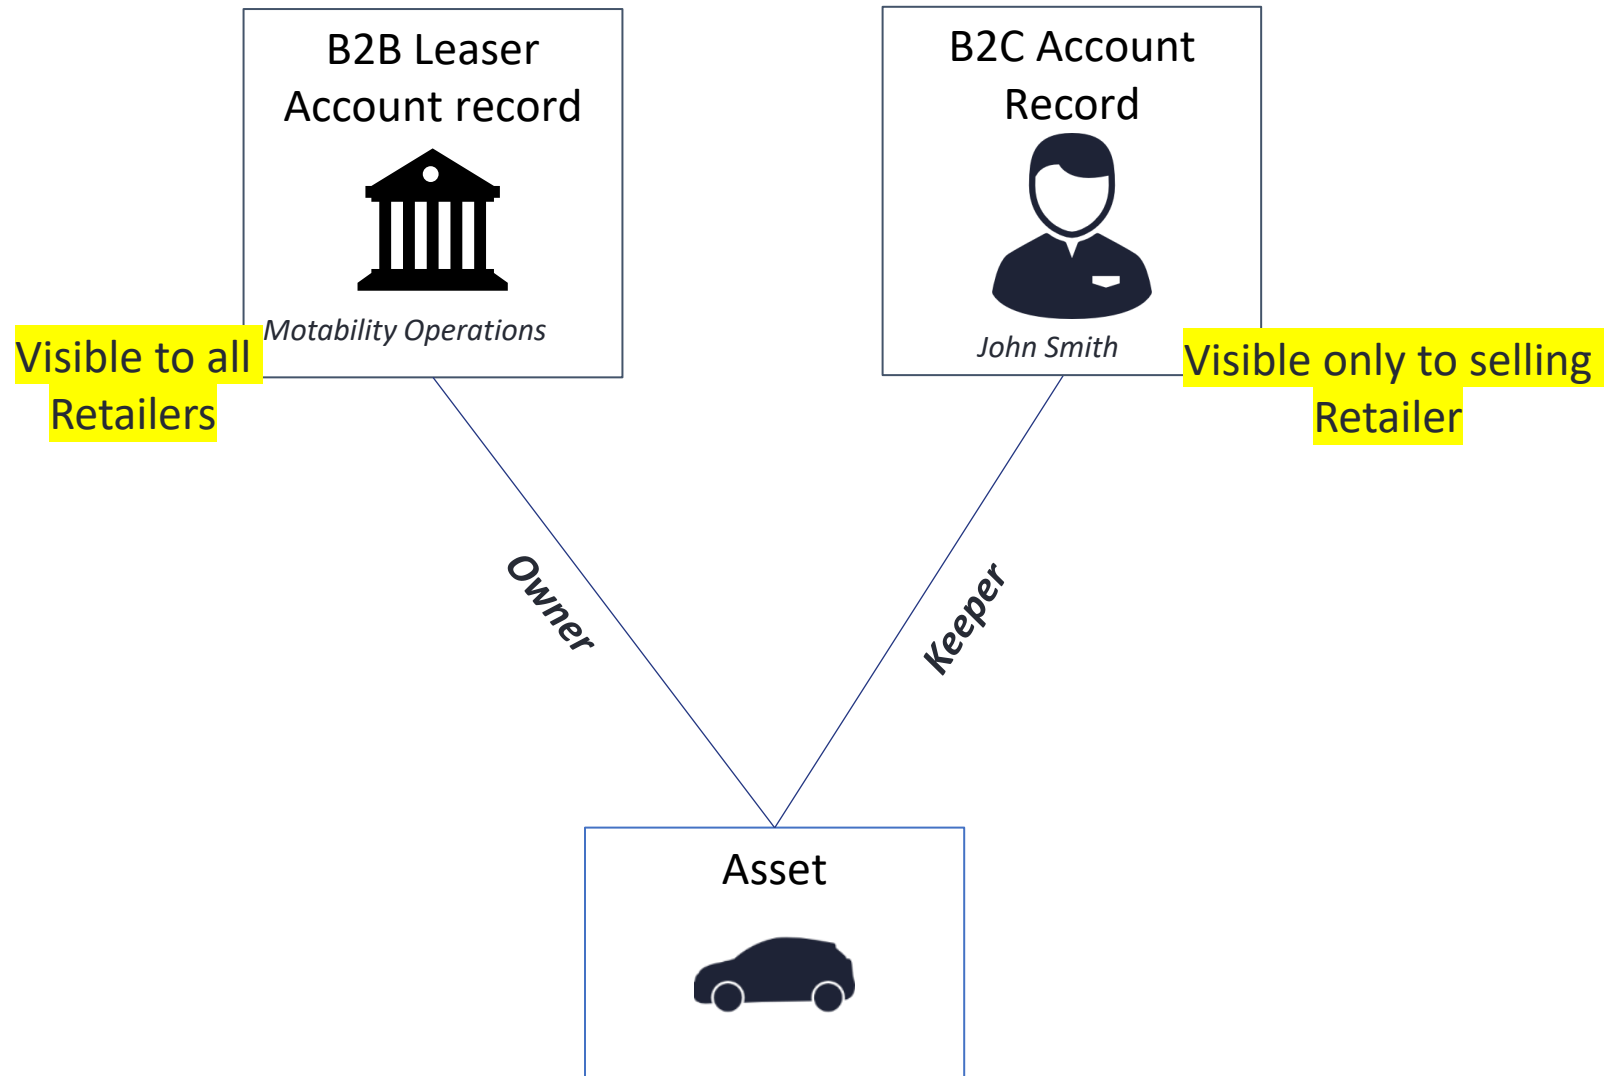 B2B Leaser
Account record
Motability Operations
Visible to all
Retailers
B2C Account
Record
John Smith
Visible only to selling
Retailer
Owner
Keeper
Asset